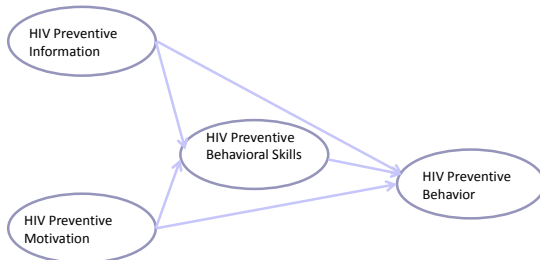 HIV Preventive
Information
HIV Preventive
Behavioral Skills
HIV Preventive
Behavior
HIV Preventive
Motivation